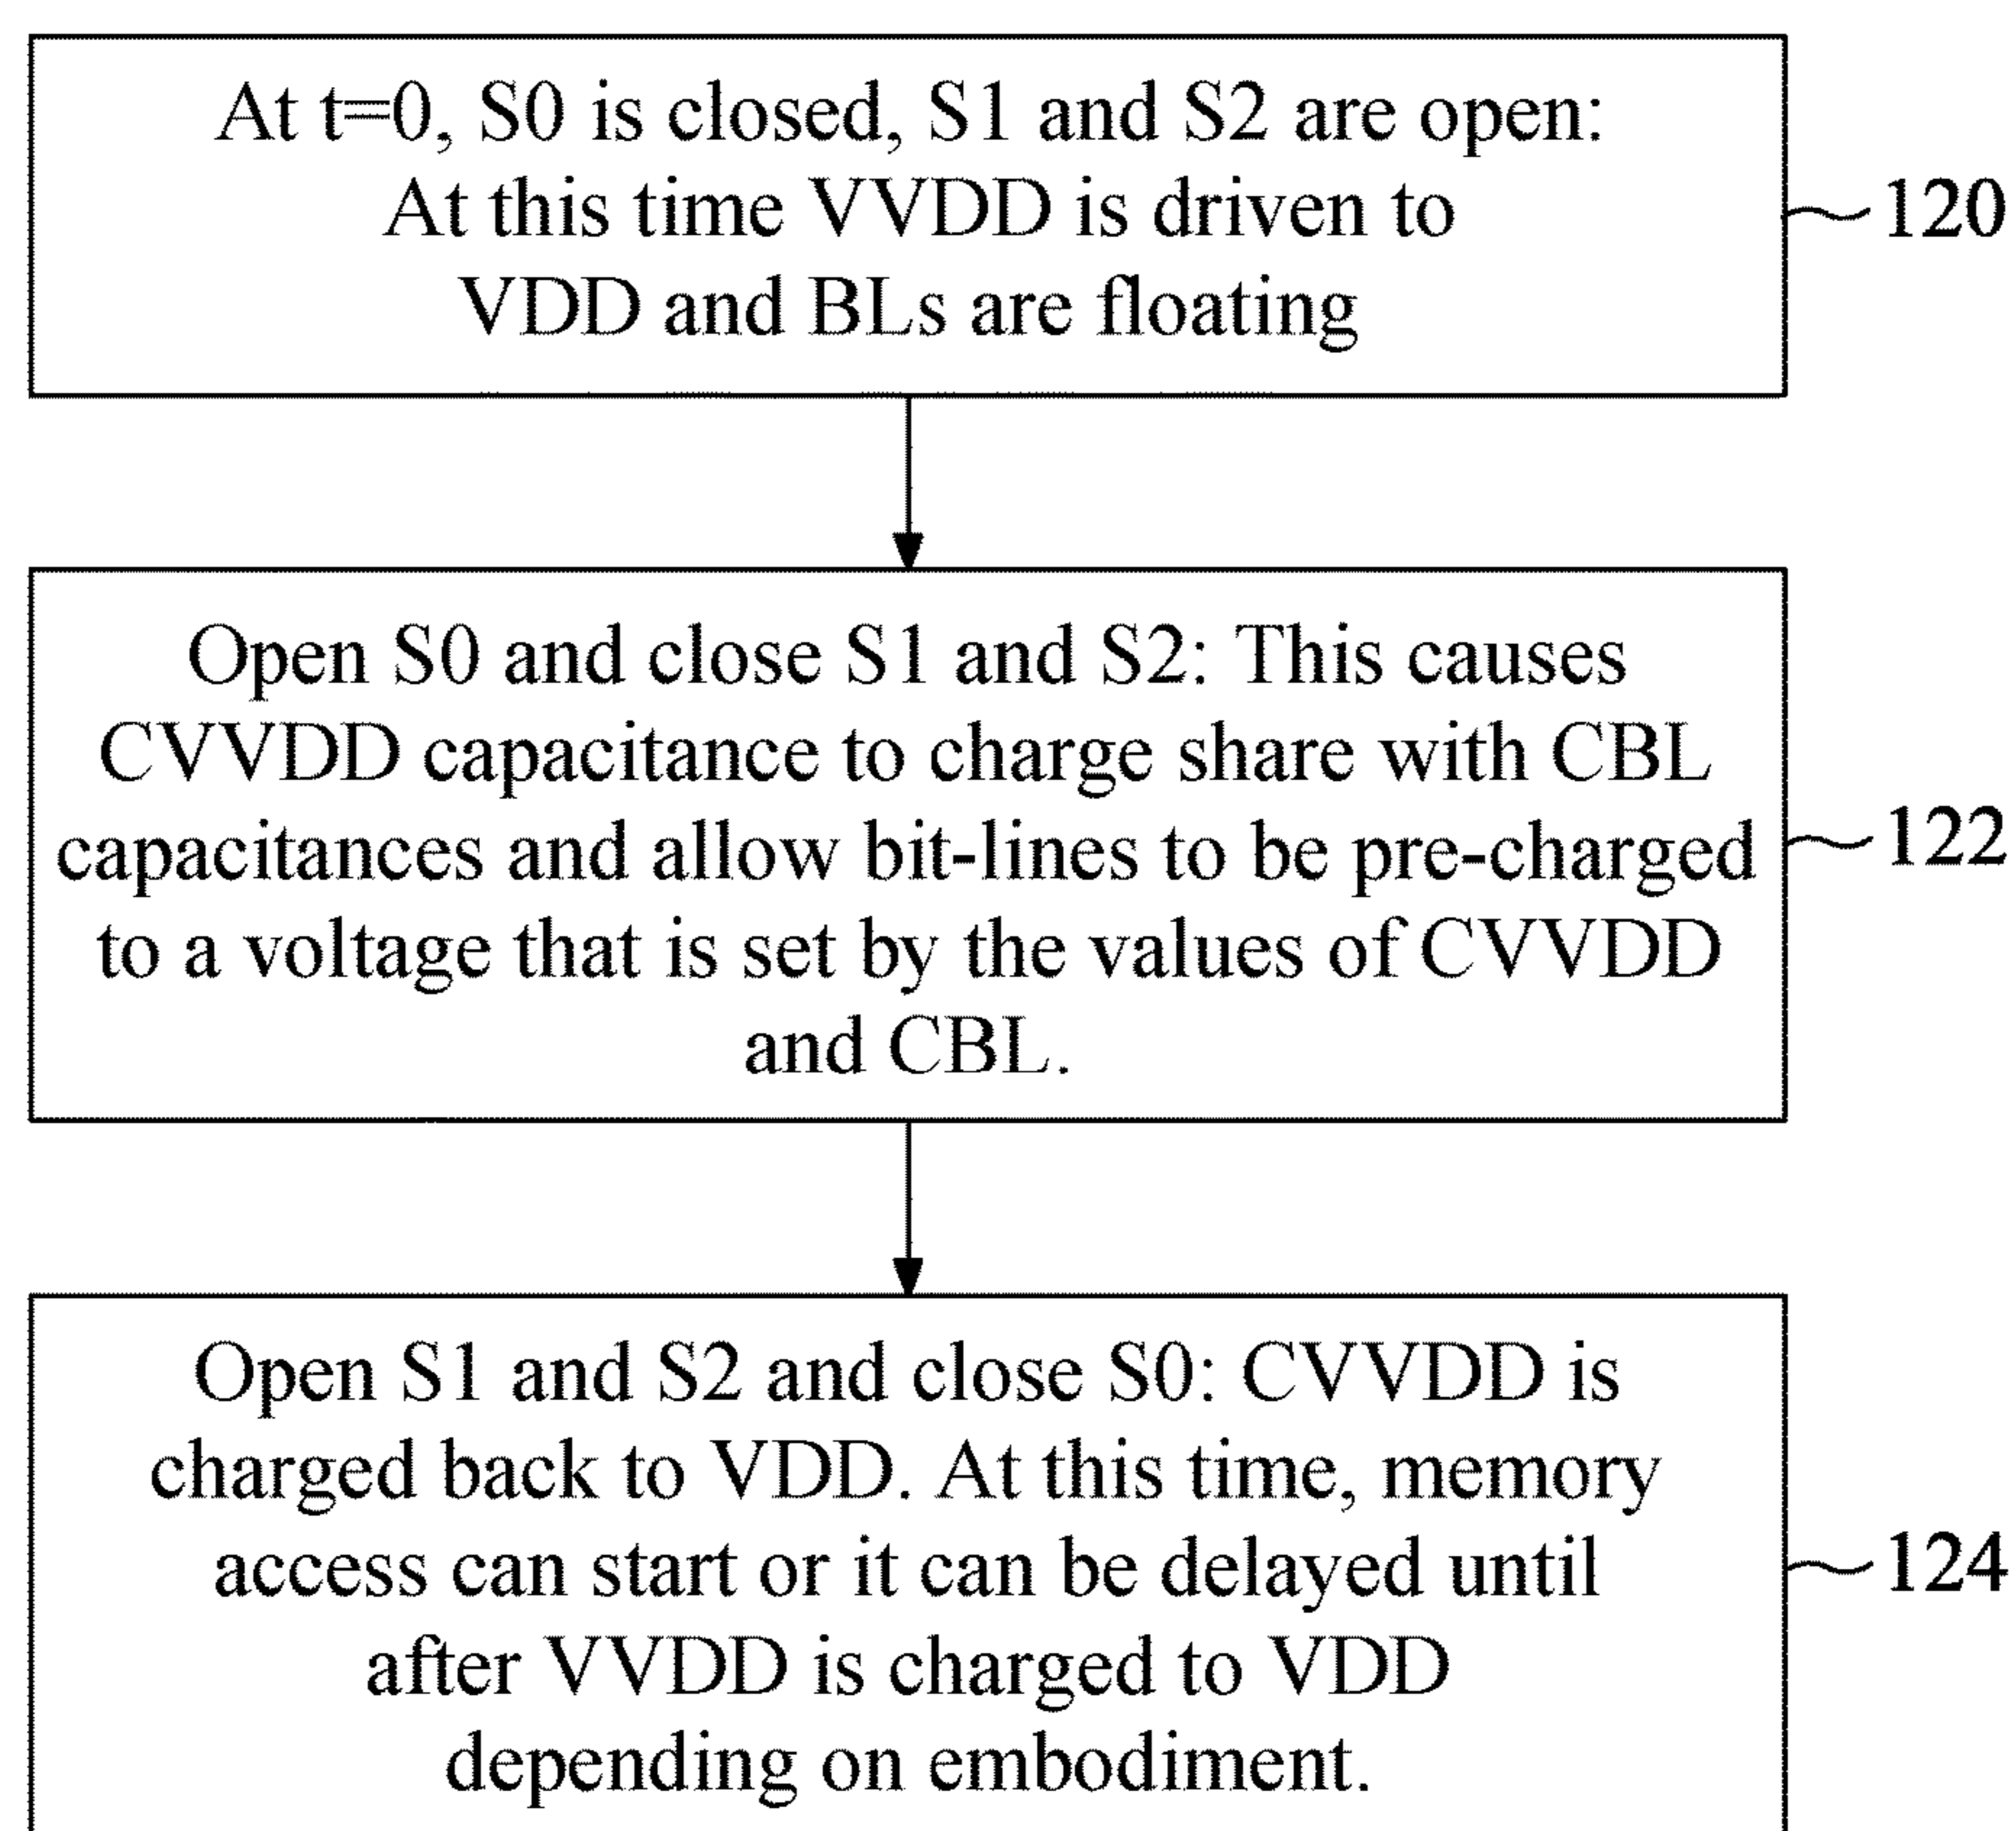 At t=0, S0 is closed, S1 and S2 are open:
At this time VVDD is driven to
VDD and BLs are floating
120
Open S0 and close S1 and S2: This causes
CVVDD capacitance to charge share with CBL
capacitances and allow bit-lines to be pre-charged
to a voltage that is set by the values of CVVDD
and CBL.
122
Open S1 and S2 and close S0: CVVDD is
charged back to VDD. At this time, memory
access can start or it can be delayed until
after VVDD is charged to VDD
depending on embodiment.
124